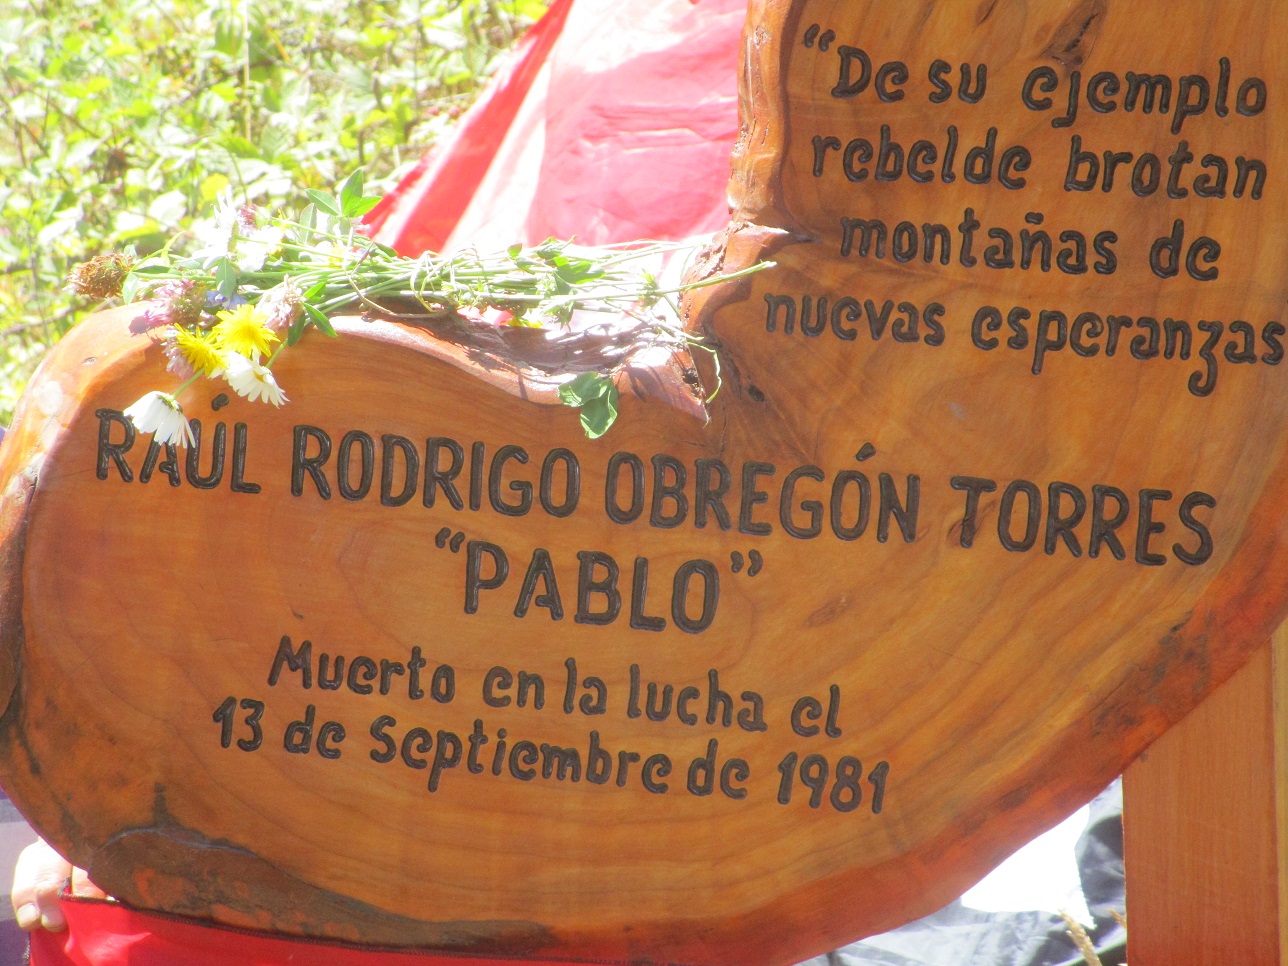 “De su ejemplo
rebelde brotan
montañas de
nuevas esperanzas
RAÚL RODRIGO OBREGÓN TORRES
“PABLO”
Muerto en la lucha el
13 de Septiembre de 1981